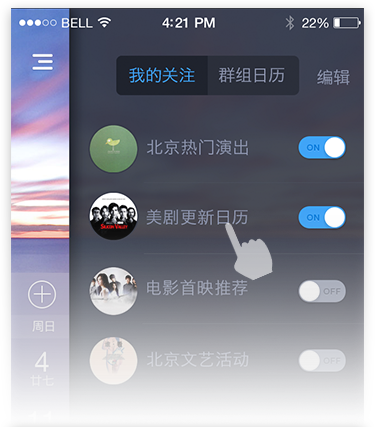 BELL 4:21 PM 22%
我的关注 群组日历 编辑
北京热门演出 ON
美剧更新日历 ON
电影首映推荐 OFF
周日
4
廿七
北京文艺活动 OFF